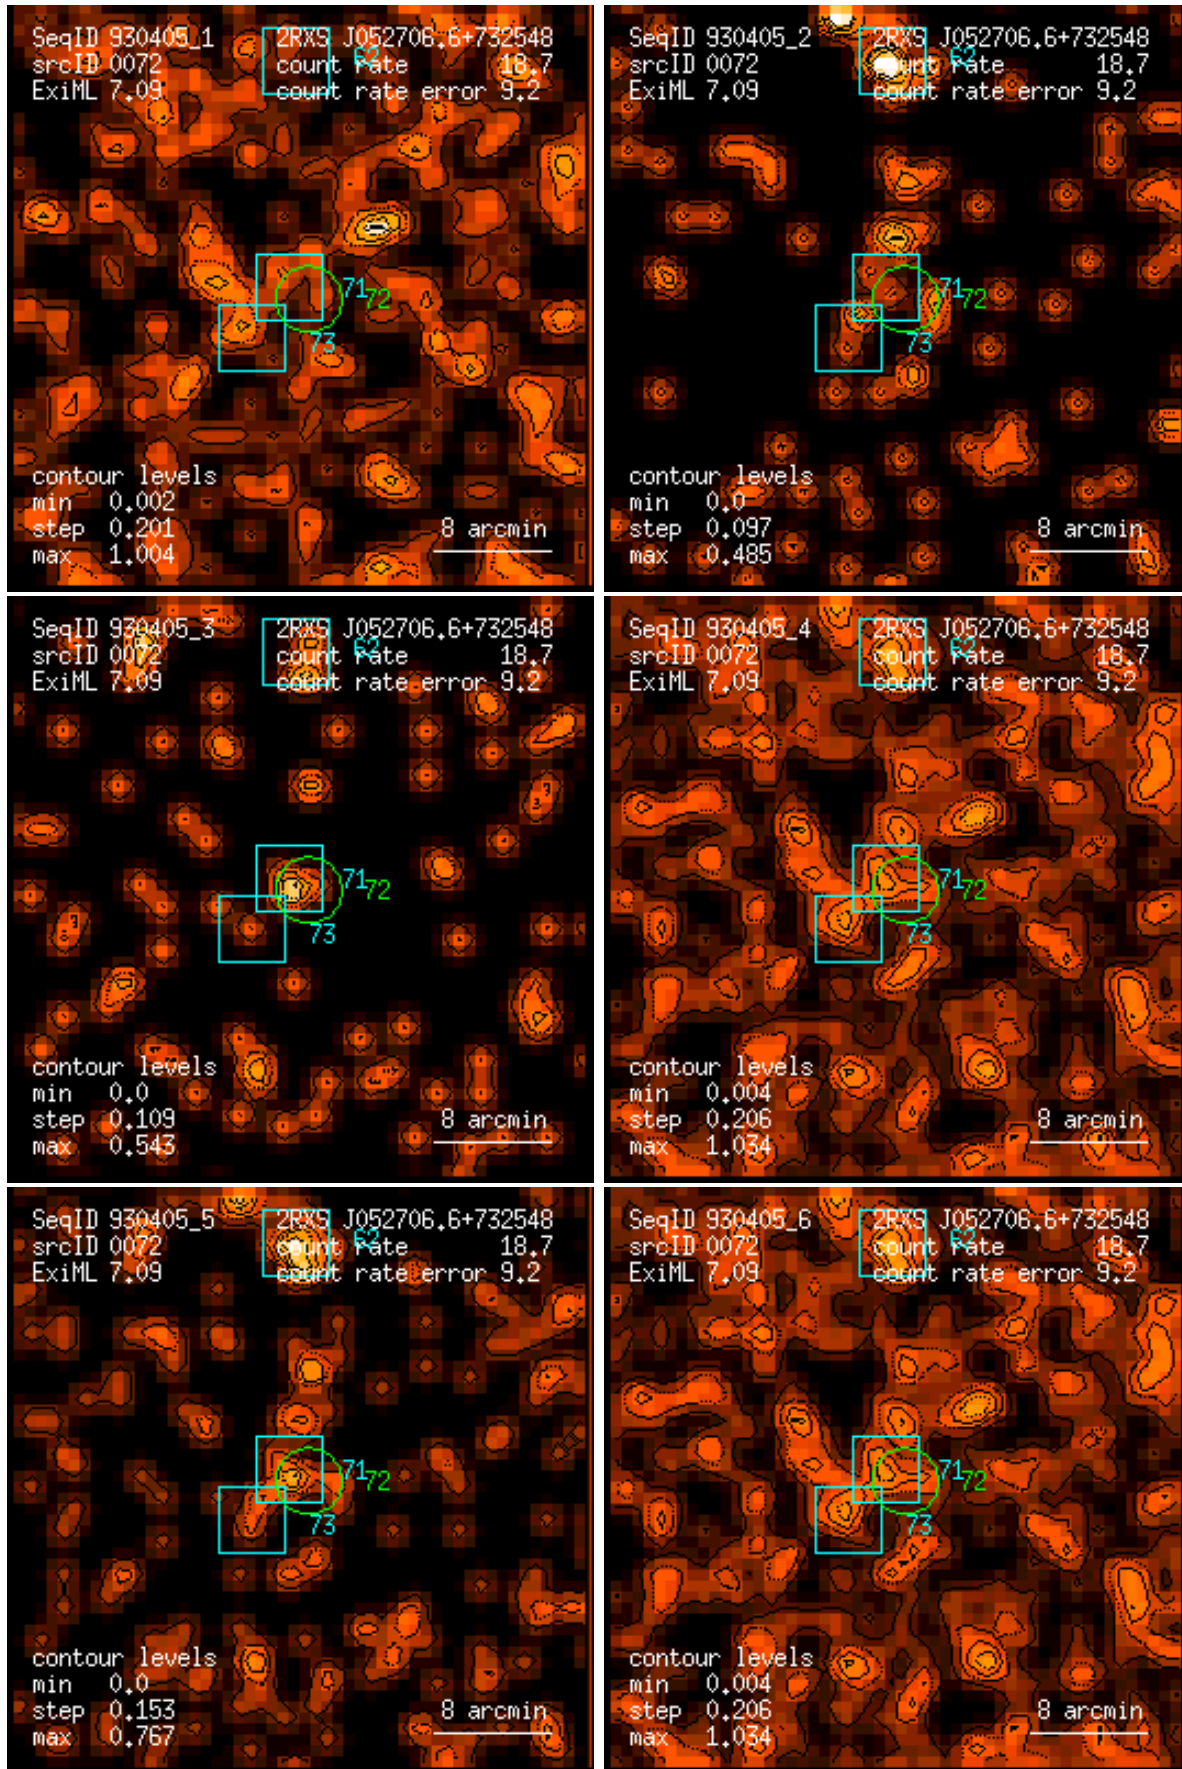 SeqID 930405_1 2RXS J052706.6+732548
srcID 0072 count rate 18.7
62
ExiML 7.09 count rate error 9.2
71
72
73
contour levels
min 0.002
step 0.201
max 1.004
8 arcmin
SeqID 930405_2 2RXS J052706.6+732548
srcID 0072 count rate 18.7
62
ExiML 7.09 count rate error 9.2
71
72
73
contour levels
min 0.0
step 0.097
max 0.485
8 arcmin
SeqID 930405_3 2RXS J052706.6+732548
srcID 0072 count rate 18.7
62
ExiML 7.09 count rate error 9.2
71
72
73
contour levels
min 0.0
step 0.109
max 0.543
8 arcmin
SeqID 930405_4 2RXS J052706.6+732548
srcID 0072 count rate 18.7
62
ExiML 7.09 count rate error 9.2
71
72
73
contour levels
min 0.004
step 0.206
max 1.034
8 arcmin
SeqID 930405_5 2RXS J052706.6+732548
srcID 0072 count rate 18.7
62
ExiML 7.09 count rate error 9.2
71
72
73
contour levels
min 0.0
step 0.153
max 0.767
8 arcmin
SeqID 930405_6 2RXS J052706.6+732548
srcID 0072 count rate 18.7
62
ExiML 7.09 count rate error 9.2
71
72
73
contour levels
min 0.004
step 0.206
max 1.034
8 arcmin